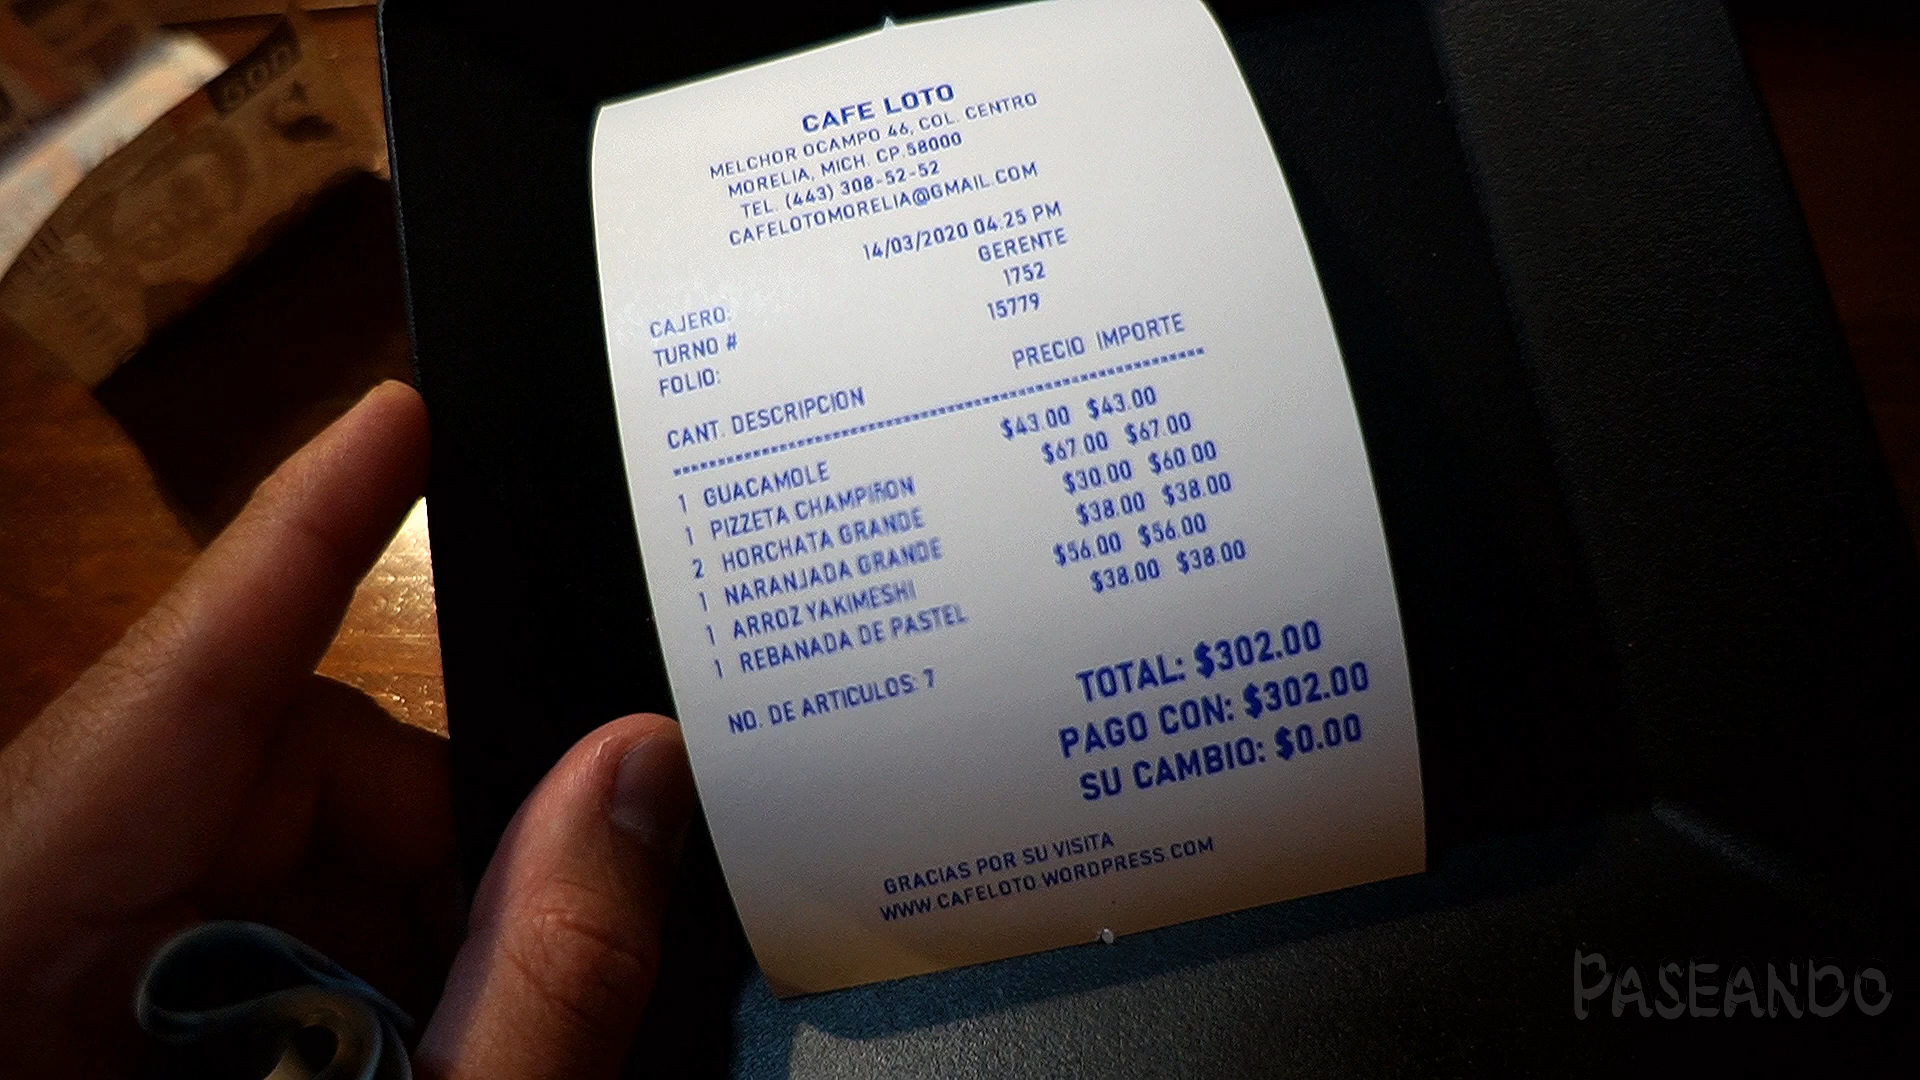 CAFE LOTO
MELCHOR OCAMPO 46, COL. CENTRO
MORELIA, MICH. CP.58000
TEL. (443) 308-52-52
CAFELOTOMORELIA@GMAIL.COM
14/03/2020 04:25 PM
CAJERO: GERENTE
TURNO # 1752
FOLIO: 15779
CANT. DESCRIPCION PRECIO IMPORTE
1 GUACAMOLE $43.00 $43.00
1 PIZZETA CHAMPIÑON $67.00 $67.00
2 HORCHATA GRANDE $30.00 $60.00
1 NARANJADA GRANDE $38.00 $38.00
1 ARROZ YAKIMESHI $56.00 $56.00
1 REBANADA DE PASTEL $38.00 $38.00
NO. DE ARTICULOS: 7
TOTAL: $302.00
PAGO CON: $302.00
SU CAMBIO: $0.00
GRACIAS POR SU VISITA
WWW.CAFELOTO.WORDPRESS.COM
PASEANDO